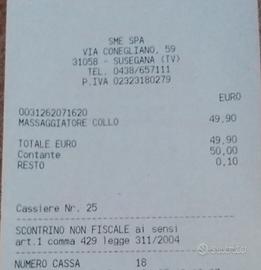 SME SPA
VIA CONEGLIANO, 59
31058 - SUSEGANA (TV)
TEL. 0438/657111
P.IVA 02323180279
EURO
0031262071620
MASSAGGIATORE COLLO 49,90
TOTALE EURO 49,90
Contante 50,00
RESTO 0,10
Cassiere Nr. 25
SCONTRINO NON FISCALE ai sensi
art.1 comma 429 legge 311/2004
NUMERO CASSA 18